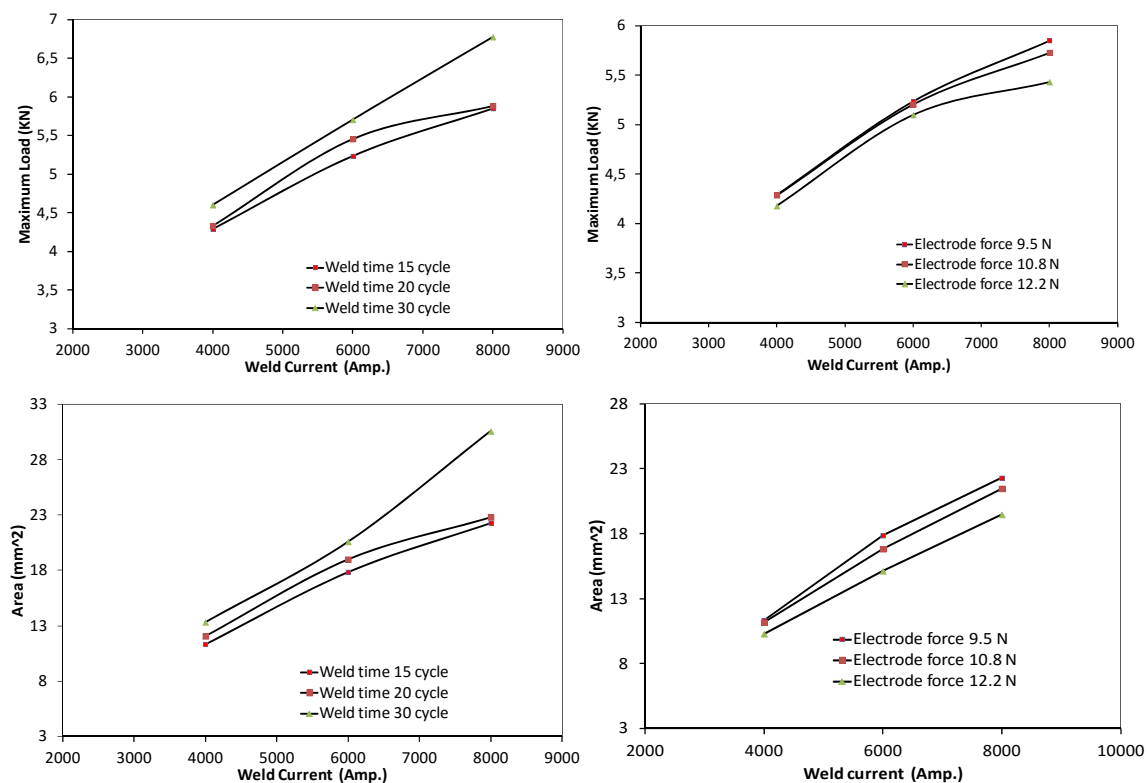 7
6,5
6
5,5
5
4,5
4
3,5
3
Maximum Load (KN)
Weld time 15 cycle
Weld time 20 cycle
Weld time 30 cycle
2000 3000 4000 5000 6000 7000 8000 9000
Weld Current (Amp.)
6
5,5
5
4,5
4
3,5
3
Maximum Load (KN)
Electrode force 9.5 N
Electrode force 10.8 N
Electrode force 12.2 N
2000 3000 4000 5000 6000 7000 8000 9000
Weld Current (Amp.)
33
28
23
18
13
8
3
Area (mm^2)
Weld time 15 cycle
Weld time 20 cycle
Weld time 30 cycle
2000 3000 4000 5000 6000 7000 8000 9000
Weld Current (Amp.)
28
23
18
13
8
3
Area (mm^2)
Electrode force 9.5 N
Electrode force 10.8 N
Electrode force 12.2 N
2000 4000 6000 8000 10000
Weld current (Amp.)